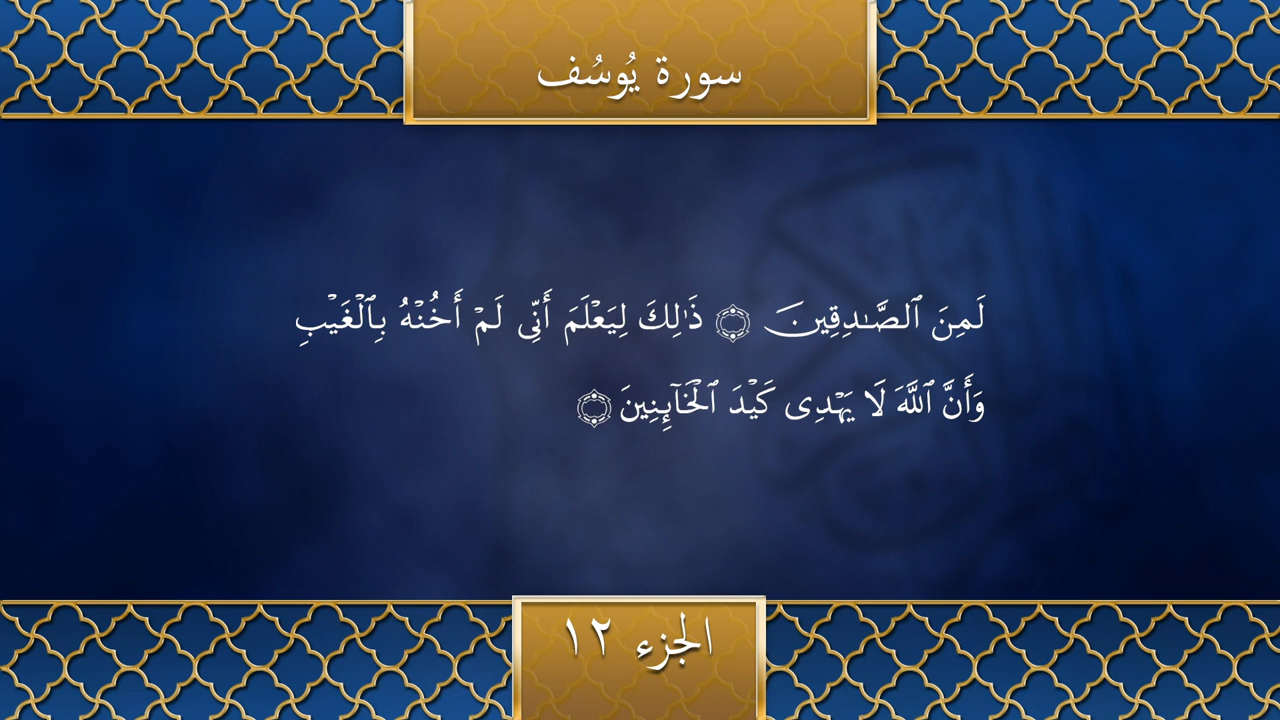 سورة يُوسُف
لَمِنَ ٱلصَّـٰدِقِينَ ۝ ذَٰلِكَ لِيَعْلَمَ أَنِّى لَمْ أَخُنْهُ بِٱلْغَيْبِ
وَأَنَّ ٱللَّهَ لَا يَهْدِى كَيْدَ ٱلْخَآئِنِينَ ۝
الجزء ١٢